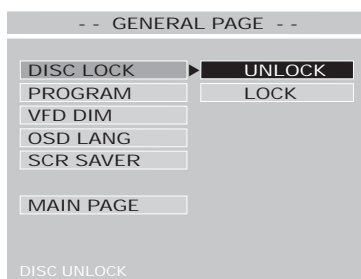 - - GENERAL PAGE - -
DISC LOCK UNLOCK
PROGRAM LOCK
VFD DIM
OSD LANG
SCR SAVER
MAIN PAGE
DISC UNLOCK